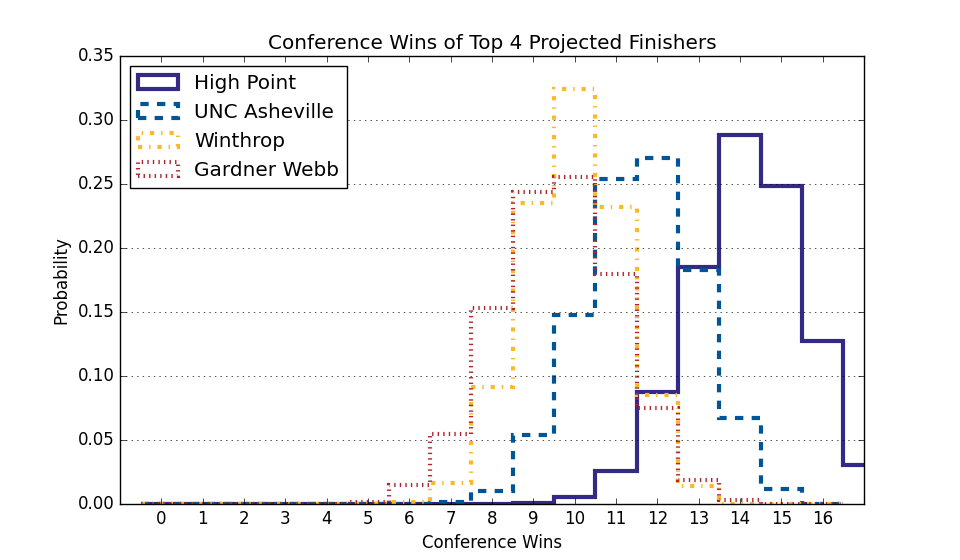 Conference Wins of Top 4 Projected Finishers
0.35
0.30
0.25
0.20
0.15
0.10
0.05
0.00
Probability
High Point
UNC Asheville
Winthrop
Gardner Webb
0 1 2 3 4 5 6 7 8 9 10 11 12 13 14 15 16
Conference Wins